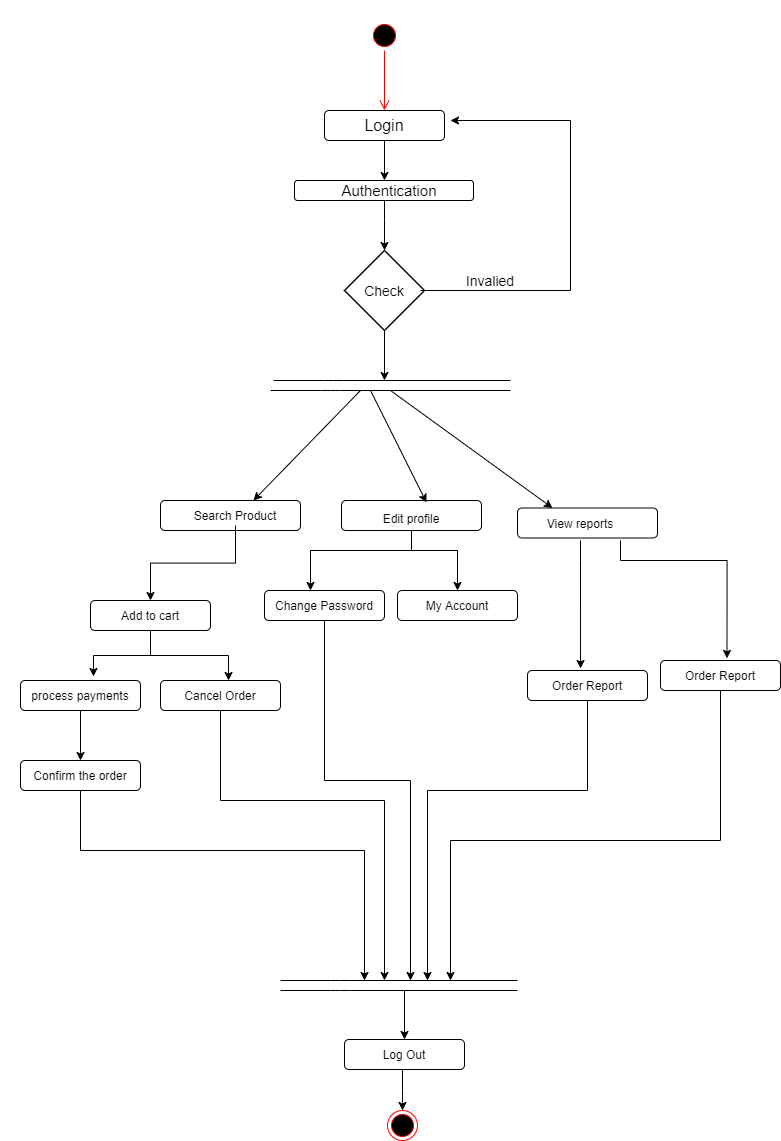 Login
Authentication
Check
Invalied
Search Product
Edit profile
View reports
Add to cart
Change Password
My Account
process payments
Cancel Order
Order Report
Order Report
Confirm the order
Log Out